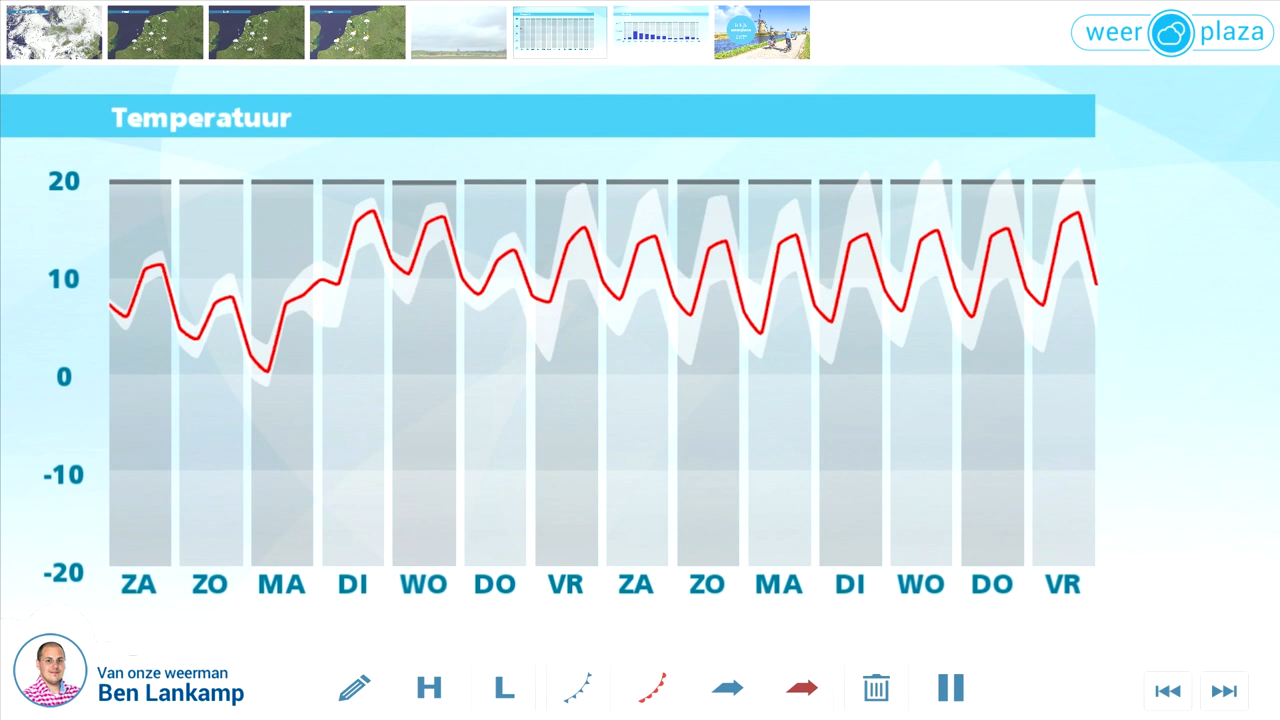 weer plaza
Temperatuur
20
10
0
-10
-20
ZA ZO MA DI WO DO VR ZA ZO MA DI WO DO VR
Van onze weerman
Ben Lankamp
H L